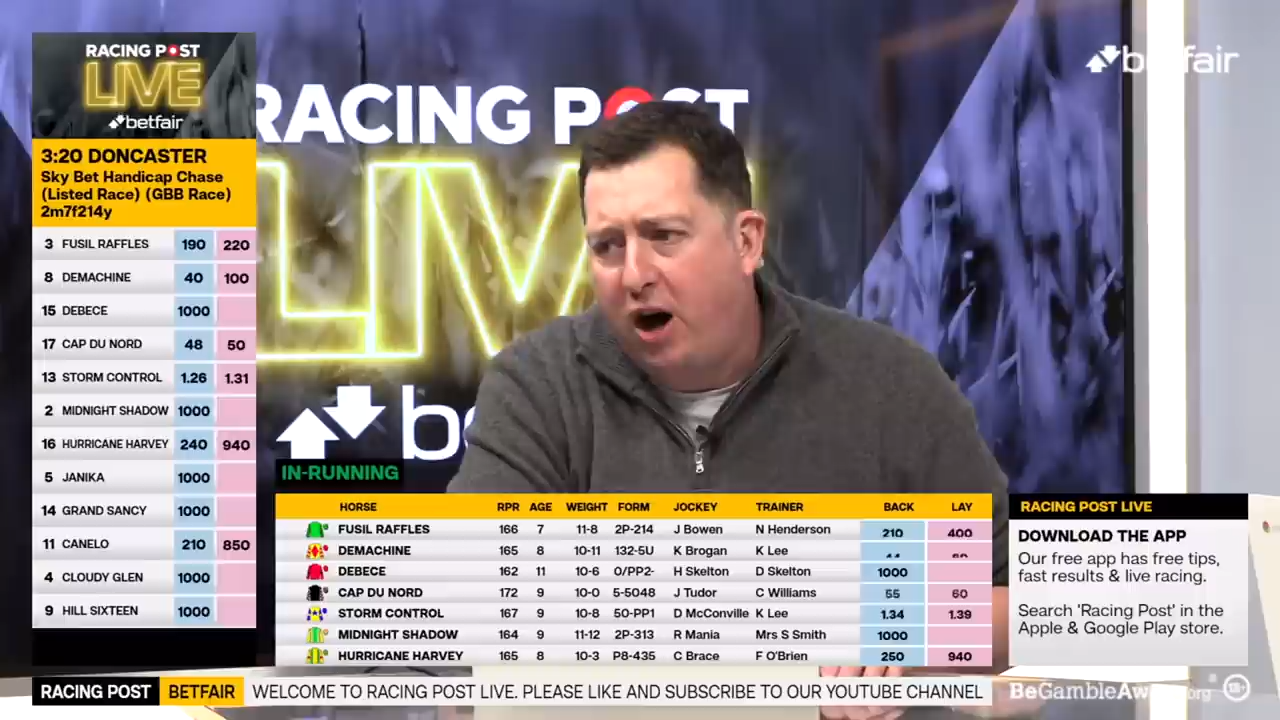 RACING POST
LIVE
betfair
3:20 DONCASTER
Sky Bet Handicap Chase
(Listed Race) (GBB Race)
2m7f214y
3 FUSIL RAFFLES 190 220
8 DEMACHINE 40 100
15 DEBECE 1000
17 CAP DU NORD 48 50
13 STORM CONTROL 1.26 1.31
2 MIDNIGHT SHADOW 1000
16 HURRICANE HARVEY 240 940
5 JANIKA 1000
14 GRAND SANCY 1000
11 CANELO 210 850
4 CLOUDY GLEN 1000
9 HILL SIXTEEN 1000
RACING POST
LIV
be
betfair
IN-RUNNING
HORSE RPR AGE WEIGHT FORM JOCKEY TRAINER BACK LAY
FUSIL RAFFLES 166 7 11-8 2P-214 J Bowen N Henderson 210 400
DEMACHINE 165 8 10-11 132-5U K Brogan K Lee
DEBECE 162 11 10-6 0/PP2- H Skelton D Skelton 1000
CAP DU NORD 172 9 10-0 5-5048 J Tudor C Williams 55 60
STORM CONTROL 167 9 10-8 50-PP1 D McConville K Lee 1.34 1.39
MIDNIGHT SHADOW 164 9 11-12 2P-313 R Mania Mrs S Smith 1000
HURRICANE HARVEY 165 8 10-3 P8-435 C Brace F O'Brien 250 940
RACING POST LIVE
DOWNLOAD THE APP
Our free app has free tips,
fast results & live racing.
Search 'Racing Post' in the
Apple & Google Play store.
RACING POST BETFAIR WELCOME TO RACING POST LIVE. PLEASE LIKE AND SUBSCRIBE TO OUR YOUTUBE CHANNEL
BeGambleAware.org 18+